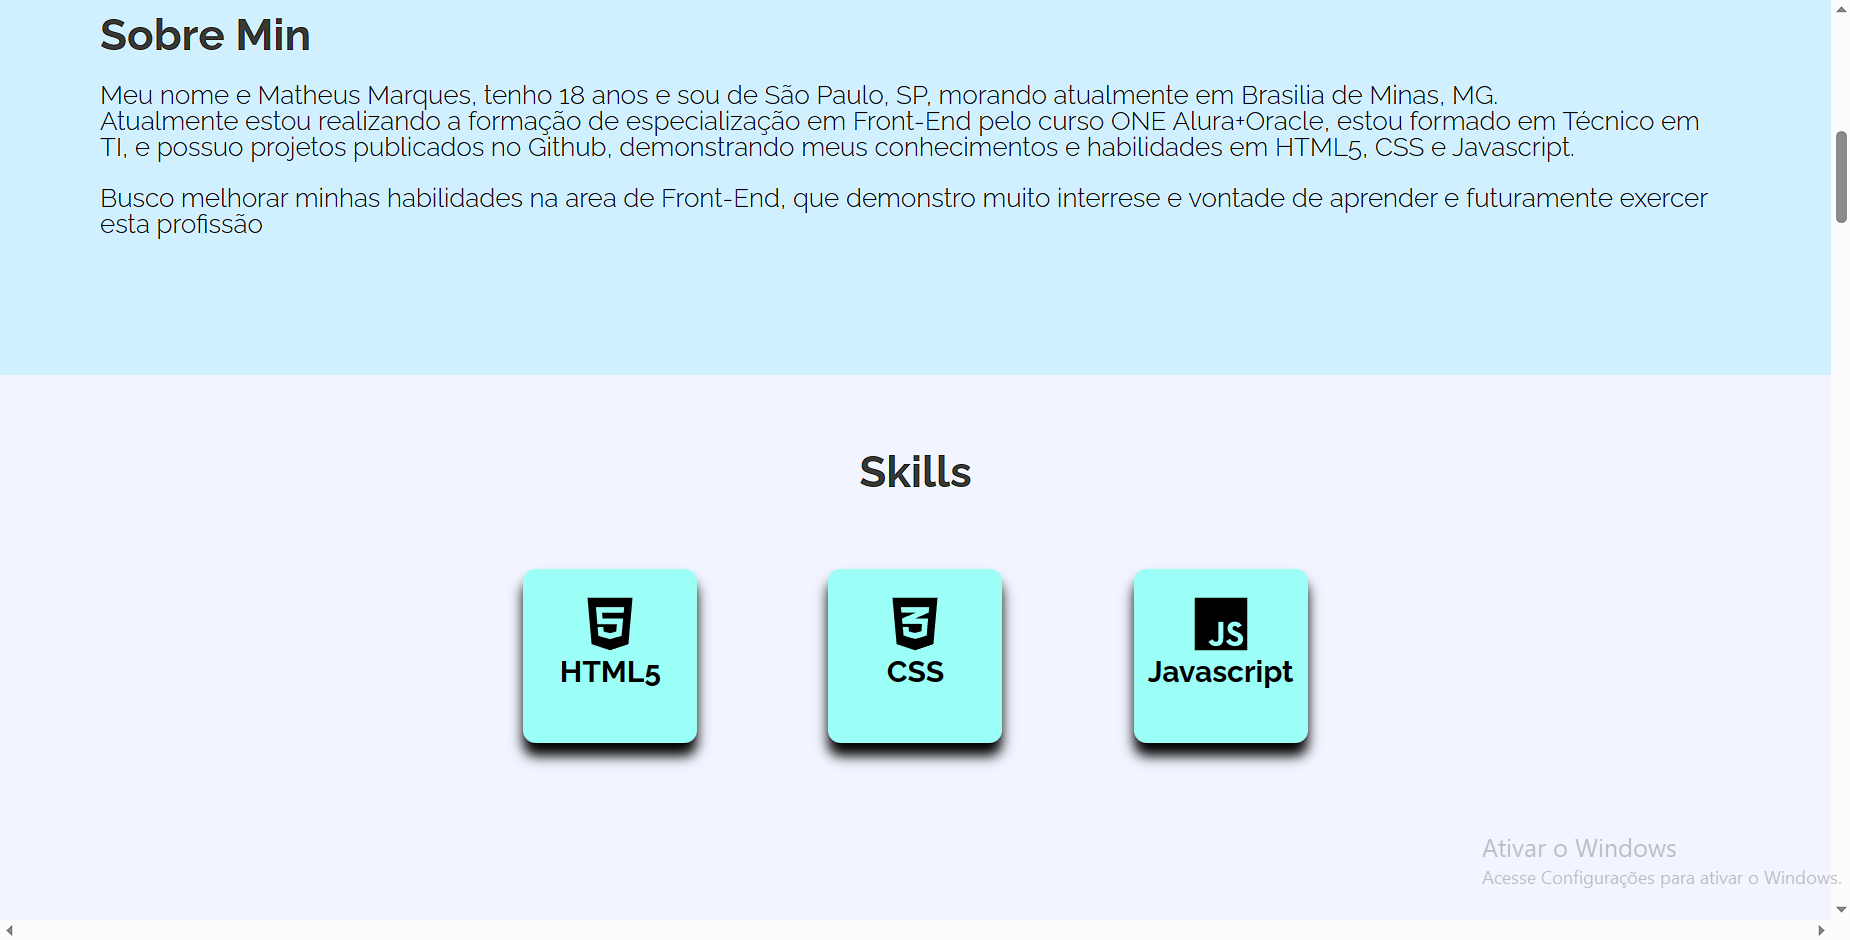 Sobre Min
Meu nome e Matheus Marques, tenho 18 anos e sou de São Paulo, SP, morando atualmente em Brasilia de Minas, MG.
Atualmente estou realizando a formação de especialização em Front-End pelo curso ONE Alura+Oracle, estou formado em Técnico em
TI, e possuo projetos publicados no Github, demonstrando meus conhecimentos e habilidades em HTML5, CSS e Javascript.
Busco melhorar minhas habilidades na area de Front-End, que demonstro muito interrese e vontade de aprender e futuramente exercer
esta profissão
Skills
5
HTML5
3
CSS
JS
Javascript
Ativar o Windows
Acesse Configurações para ativar o Windows.